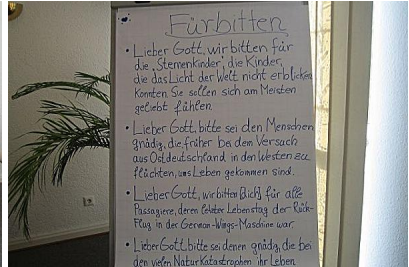 Fürbitten
• Lieber Gott, wir bitten für
die "Sternenkinder", die Kinder,
die das Licht der Welt nicht erblicken
konnten. Sie sollen sich am Meisten
geliebt fühlen.
• Lieber Gott, bitte sei den Menschen
gnädig, die früher bei dem Versuch
aus Ostdeutschland in den Westen zu
flüchten, ums Leben gekommen sind.
• Lieber Gott, wir bitten [Dich] für alle
Passagiere, deren letzter Lebenstag der Rück-
Flug in der German-Wings-Maschine war.
• Lieber Gott, bitte sei denen gnädig, die bei
den vielen Naturkatastrophen ihr Leben